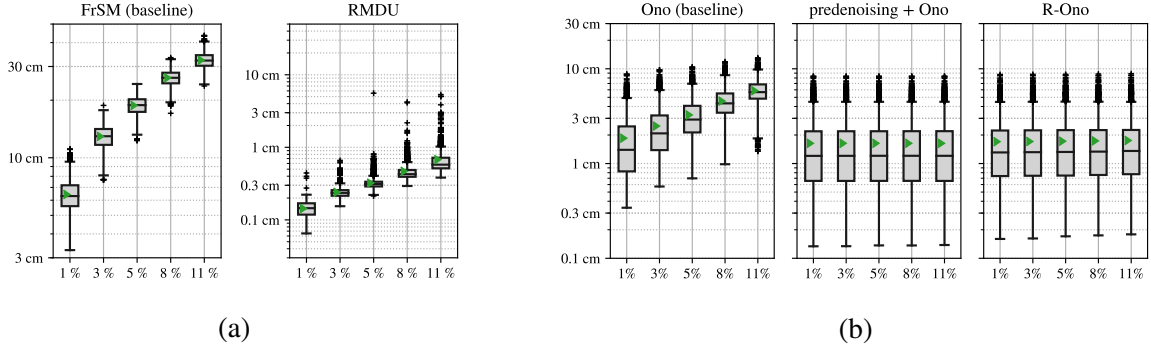 FrSM (baseline)
RMDU
30 cm
10 cm
3 cm
1 % 3 % 5 % 8 % 11 %
10 cm
3 cm
1 cm
0.3 cm
0.1 cm
1 % 3 % 5 % 8 % 11 %
(a)
Ono (baseline)
predenoising + Ono
R-Ono
30 cm
10 cm
3 cm
1 cm
0.3 cm
0.1 cm
1% 3% 5% 8% 11%
1% 3% 5% 8% 11%
1% 3% 5% 8% 11%
(b)